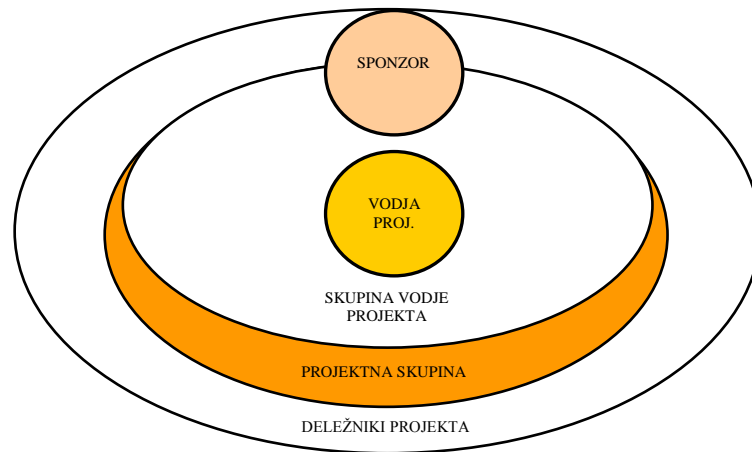 SPONZOR
VODJA
PROJ.
SKUPINA VODJE
PROJEKTA
PROJEKTNA SKUPINA
DELEŽNIKI PROJEKTA